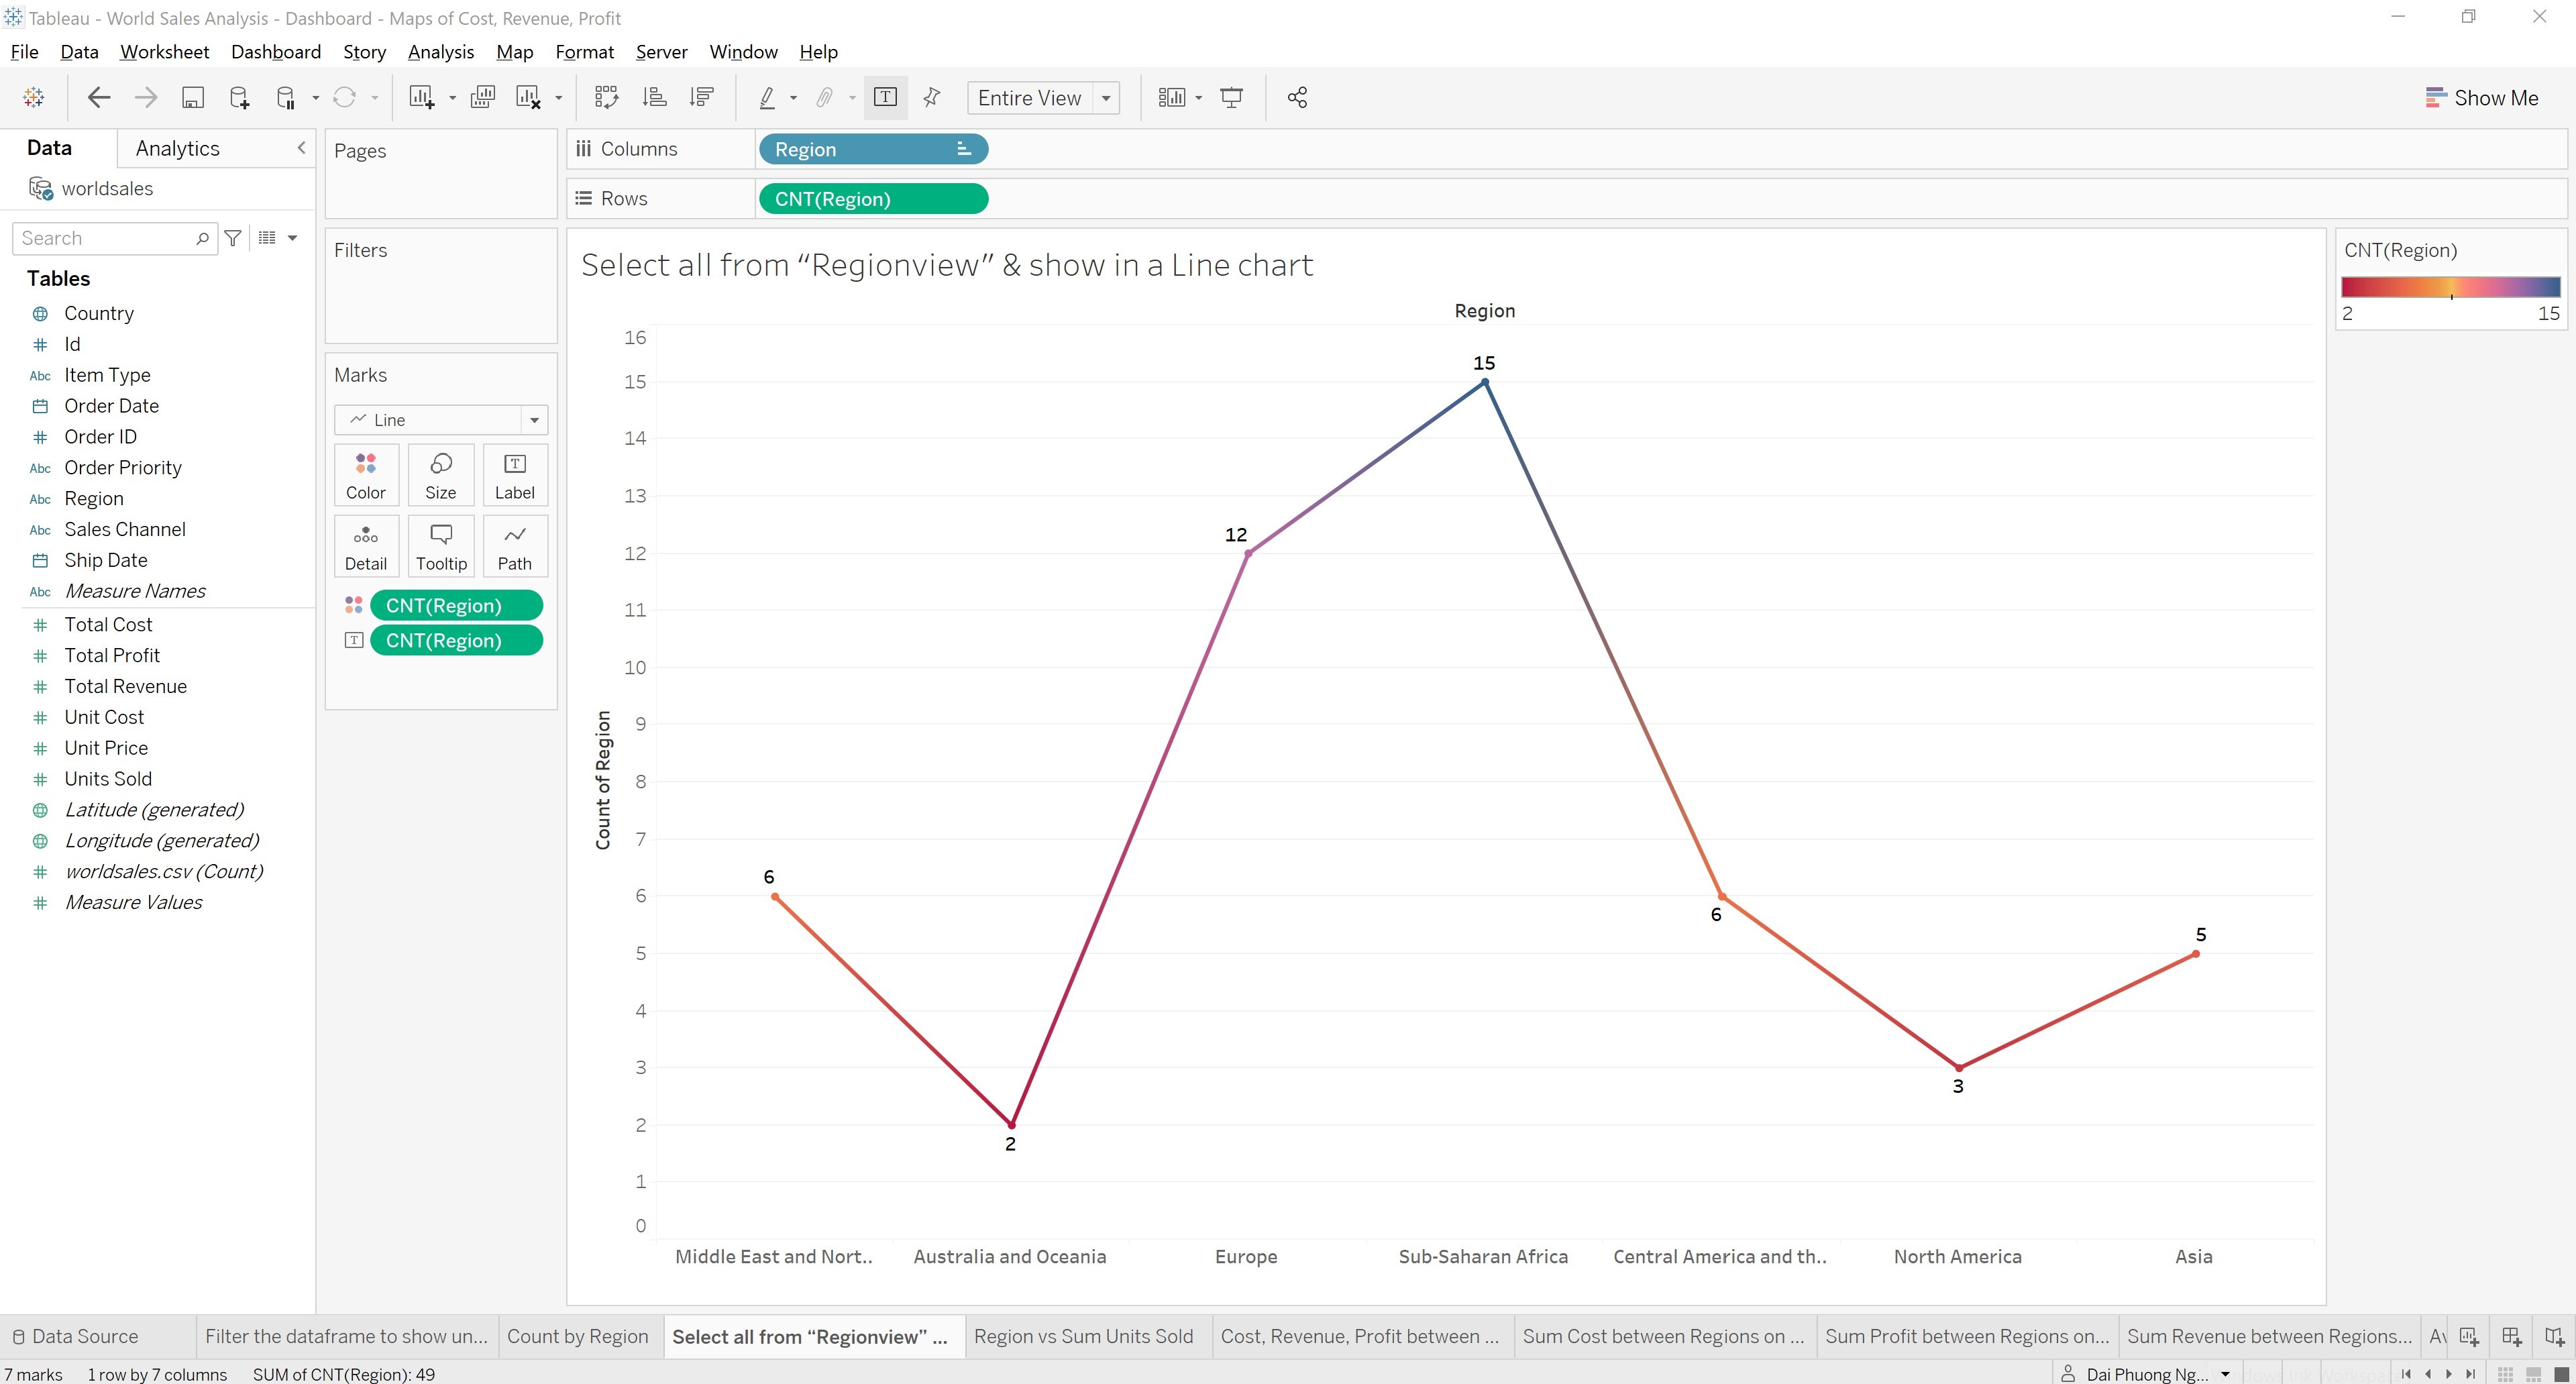 Tableau - World Sales Analysis - Dashboard - Maps of Cost, Revenue, Profit
File Data Worksheet Dashboard Story Analysis Map Format Server Window Help
Entire View
Show Me
Data Analytics
worldsales
Search
Tables
Country
Id
Abc Item Type
Order Date
Order ID
Abc Order Priority
Abc Region
Abc Sales Channel
Ship Date
Abc Measure Names
Total Cost
Total Profit
Total Revenue
Unit Cost
Unit Price
Units Sold
Latitude (generated)
Longitude (generated)
worldsales.csv (Count)
Measure Values
Pages
Filters
Marks
Line
Color Size Label
Detail Tooltip Path
CNT(Region)
CNT(Region)
Columns Region
Rows CNT(Region)
Select all from “Regionview” & show in a Line chart
Region
16
15
14
13
12
11
10
9
8
7
6
5
4
3
2
1
0
Count of Region
6
2
12
15
6
3
5
Middle East and Nort.. Australia and Oceania Europe Sub-Saharan Africa Central America and th.. North America Asia
CNT(Region)
2 15
Data Source Filter the dataframe to show un... Count by Region Select all from “Regionview” ... Region vs Sum Units Sold Cost, Revenue, Profit between ... Sum Cost between Regions on ... Sum Profit between Regions on... Sum Revenue between Regions...
7 marks 1 row by 7 columns SUM of CNT(Region): 49 Dai Phuong Ng...